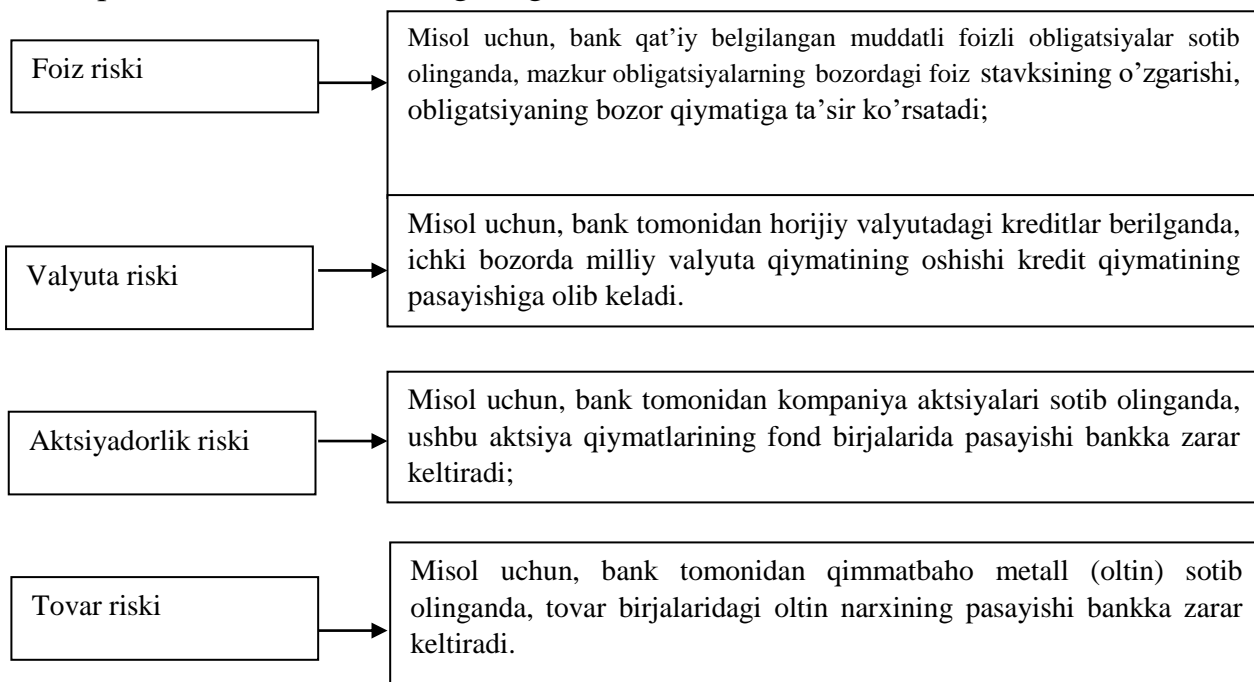 Foiz riski
Misol uchun, bank qat’iy belgilangan muddatli foizli obligatsiyalar sotib
olinganda, mazkur obligatsiyalarning bozordagi foiz stavksining o’zgarishi,
obligatsiyaning bozor qiymatiga ta’sir ko’rsatadi;
Valyuta riski
Misol uchun, bank tomonidan horijiy valyutadagi kreditlar berilganda,
ichki bozorda milliy valyuta qiymatining oshishi kredit qiymatining
pasayishiga olib keladi.
Aktsiyadorlik riski
Misol uchun, bank tomonidan kompaniya aktsiyalari sotib olinganda,
ushbu aktsiya qiymatlarining fond birjalarida pasayishi bankka zarar
keltiradi;
Tovar riski
Misol uchun, bank tomonidan qimmatbaho metall (oltin) sotib
olinganda, tovar birjalaridagi oltin narxining pasayishi bankka zarar
keltiradi.